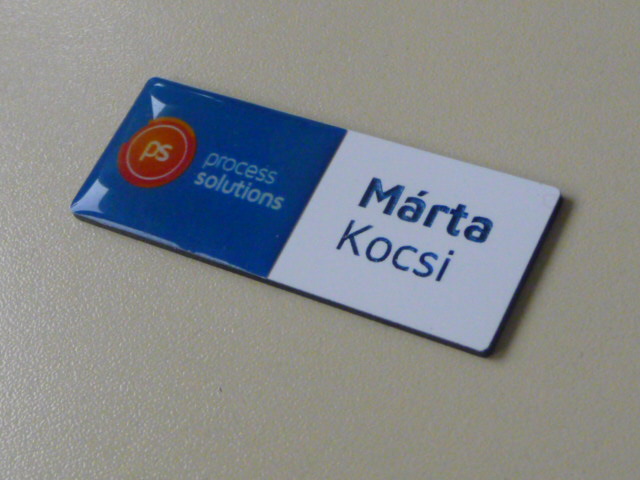 ps
process
solutions
Márta
Kocsi